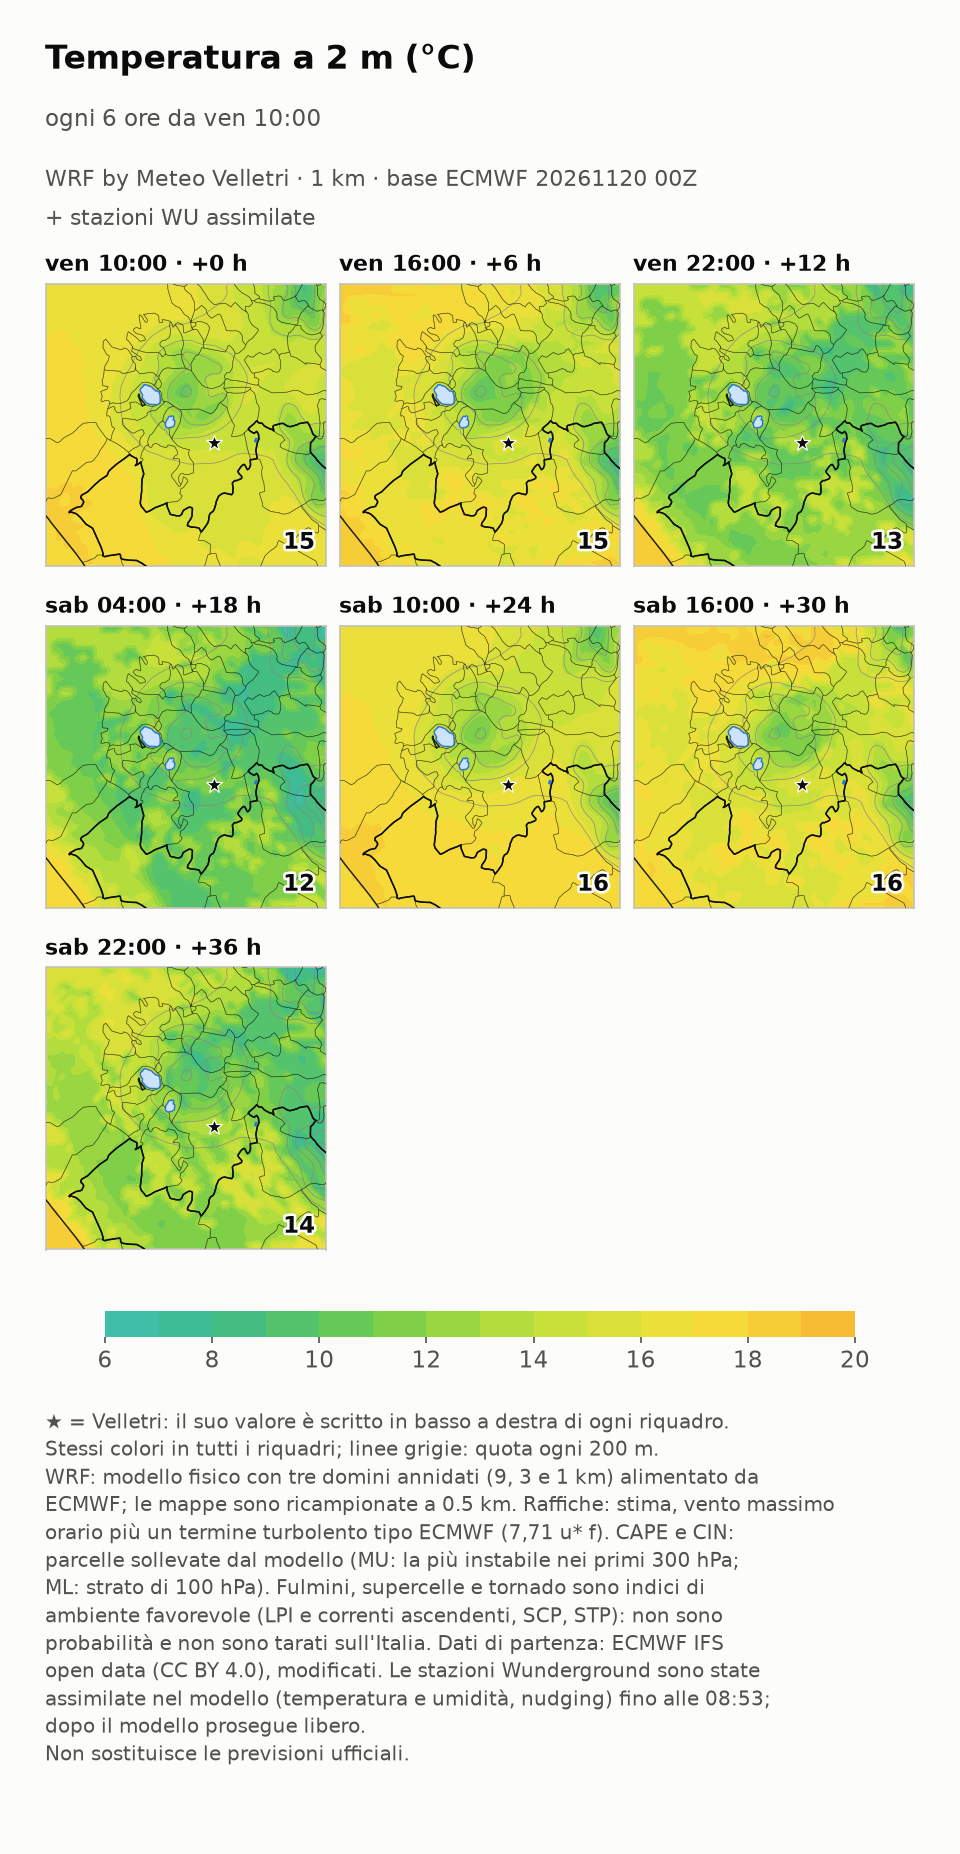 Temperatura a 2 m (°C)
ogni 6 ore da ven 10:00
WRF by Meteo Velletri · 1 km · base ECMWF 20261120 00Z
+ stazioni WU assimilate
ven 10:00 · +0 h
ven 16:00 · +6 h
ven 22:00 · +12 h
15
15
13
sab 04:00 · +18 h
sab 10:00 · +24 h
sab 16:00 · +30 h
12
16
16
sab 22:00 · +36 h
14
6 8 10 12 14 16 18 20
★ = Velletri: il suo valore è scritto in basso a destra di ogni riquadro.
Stessi colori in tutti i riquadri; linee grigie: quota ogni 200 m.
WRF: modello fisico con tre domini annidati (9, 3 e 1 km) alimentato da
ECMWF; le mappe sono ricampionate a 0.5 km. Raffiche: stima, vento massimo
orario più un termine turbolento tipo ECMWF (7,71 u* f). CAPE e CIN:
parcelle sollevate dal modello (MU: la più instabile nei primi 300 hPa;
ML: strato di 100 hPa). Fulmini, supercelle e tornado sono indici di
ambiente favorevole (LPI e correnti ascendenti, SCP, STP): non sono
probabilità e non sono tarati sull'Italia. Dati di partenza: ECMWF IFS
open data (CC BY 4.0), modificati. Le stazioni Wunderground sono state
assimilate nel modello (temperatura e umidità, nudging) fino alle 08:53;
dopo il modello prosegue libero.
Non sostituisce le previsioni ufficiali.